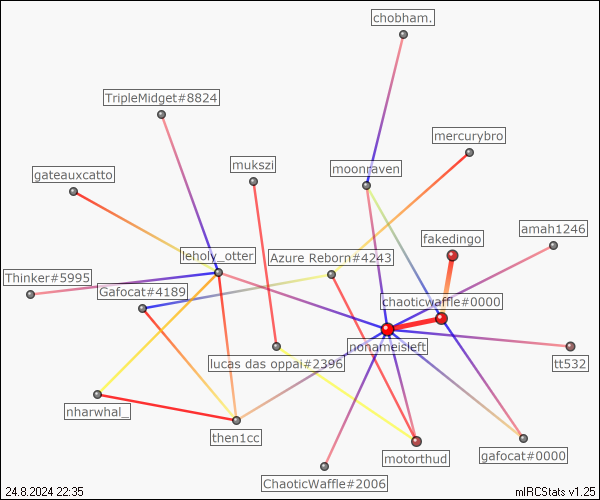 chobham.
TripleMidget#8824
mercurybro
mukszi
moonraven
gateauxcatto
amah1246
fakedingo
leholy_otter
Azure Reborn#4243
Thinker#5995
Gafocat#4189
chaoticwaffle#0000
nonameisleft
lucas das oppai#2396
tt532
nharwhal_
then1cc
gafocat#0000
motorthud
ChaoticWaffle#2006
24.8.2024 22:35
mIRCStats v1.25